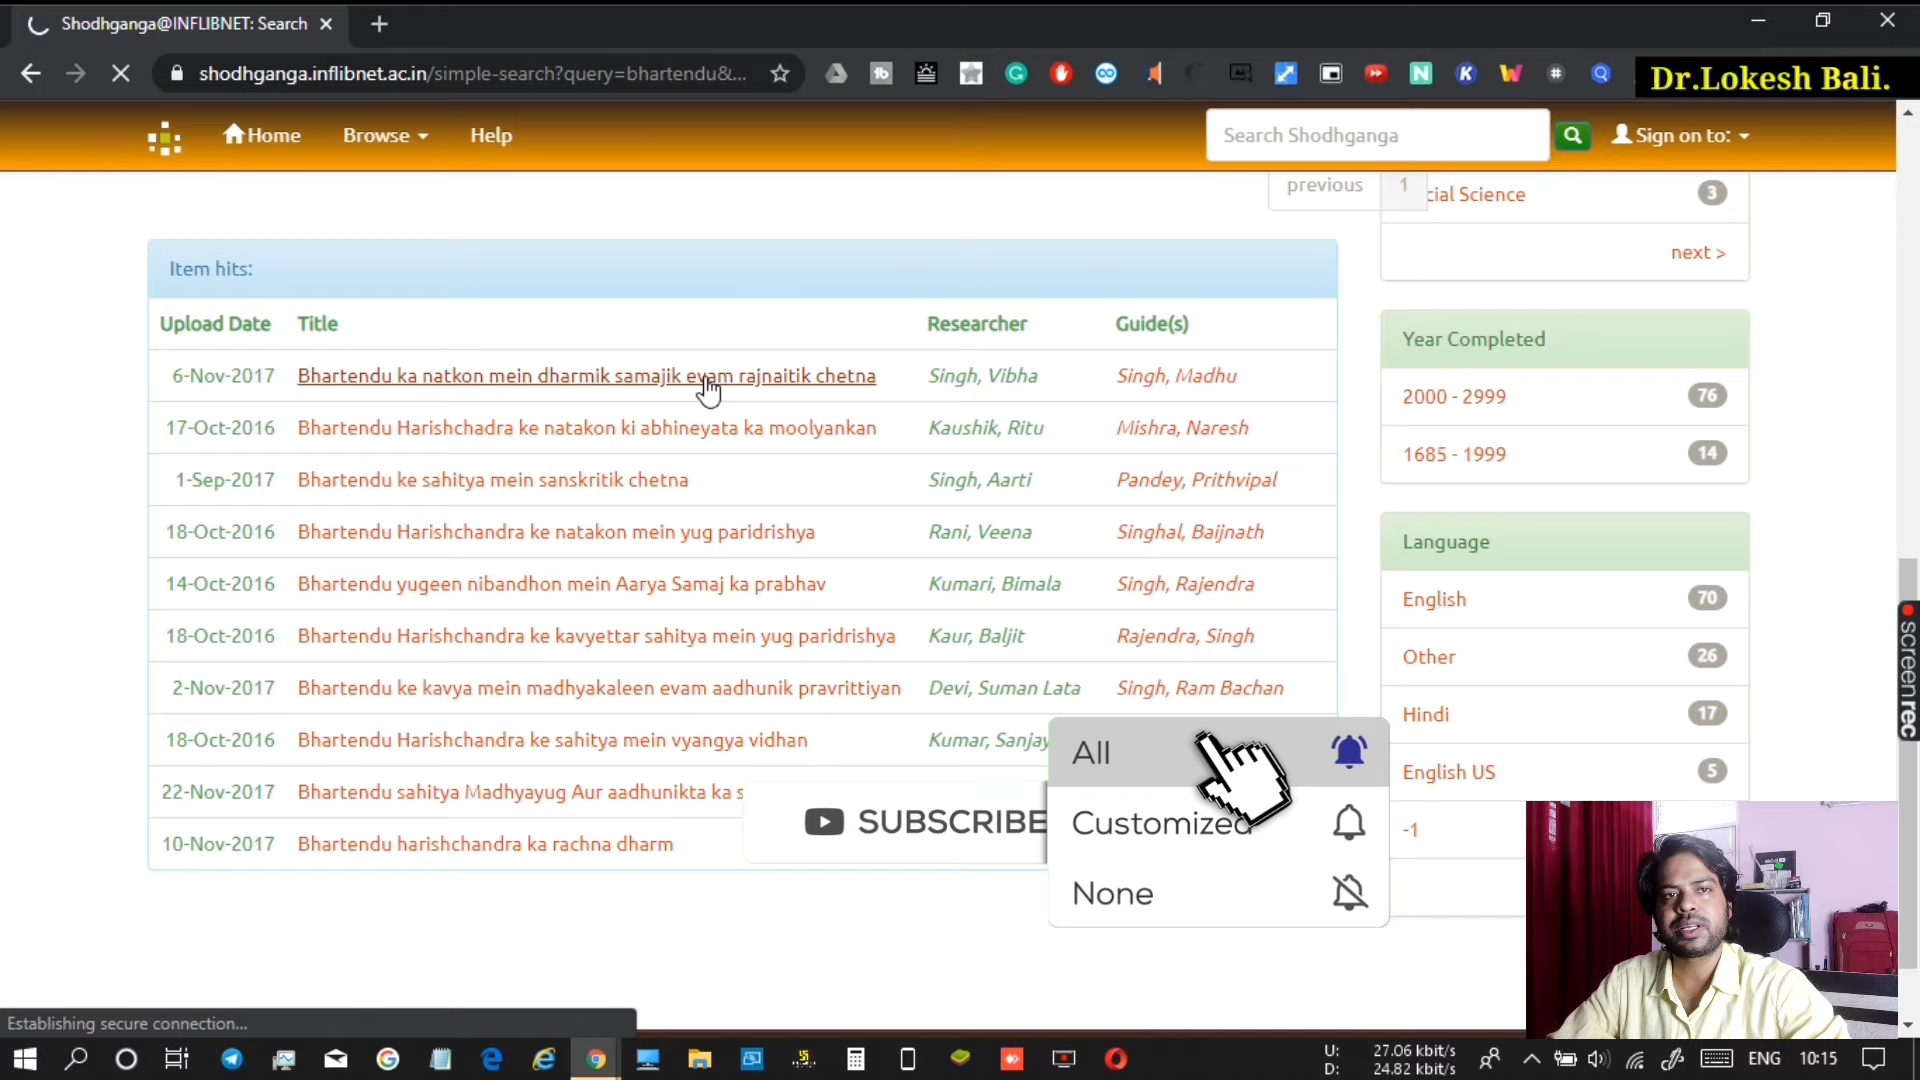 Shodhganga@INFLIBNET: Search
shodhganga.inflibnet.ac.in/simple-search?query=bhartendu&...
Dr.Lokesh Bali.
Home Browse Help Search Shodhganga Sign on to:
previous 1
cial Science 3
next >
Item hits:
Upload Date Title Researcher Guide(s)
6-Nov-2017 Bhartendu ka natkon mein dharmik samajik evam rajnaitik chetna Singh, Vibha Singh, Madhu
17-Oct-2016 Bhartendu Harishchadra ke natakon ki abhineyata ka moolyankan Kaushik, Ritu Mishra, Naresh
1-Sep-2017 Bhartendu ke sahitya mein sanskritik chetna Singh, Aarti Pandey, Prithvipal
18-Oct-2016 Bhartendu Harishchandra ke natakon mein yug paridrishya Rani, Veena Singhal, Baijnath
14-Oct-2016 Bhartendu yugeen nibandhon mein Aarya Samaj ka prabhav Kumari, Bimala Singh, Rajendra
18-Oct-2016 Bhartendu Harishchandra ke kavyettar sahitya mein yug paridrishya Kaur, Baljit Rajendra, Singh
2-Nov-2017 Bhartendu ke kavya mein madhyakaleen evam aadhunik pravrittiyan Devi, Suman Lata Singh, Ram Bachan
18-Oct-2016 Bhartendu Harishchandra ke sahitya mein vyangya vidhan Kumar, Sanjay
22-Nov-2017 Bhartendu sahitya Madhyayug Aur aadhunikta ka s
10-Nov-2017 Bhartendu harishchandra ka rachna dharm
Year Completed
2000 - 2999 76
1685 - 1999 14
Language
English 70
Other 26
Hindi 17
English US 5
-1
SUBSCRIBE
All
Customized
None
screenrec
Establishing secure connection...
U: 27.06 kbit/s
D: 24.82 kbit/s
ENG 10:15